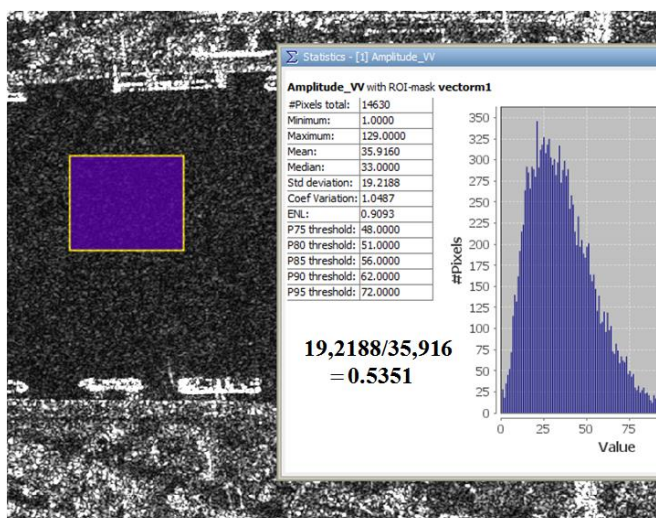 Statistics - [1] Amplitude_VV
Amplitude_VV with ROI-mask vectorm1
#Pixels total: 14630
Minimum: 1.0000
Maximum: 129.0000
Mean: 35.9160
Median: 33.0000
Std deviation: 19.2188
Coef Variation: 1.0487
ENL: 0.9093
P75 threshold: 48.0000
P80 threshold: 51.0000
P85 threshold: 56.0000
P90 threshold: 62.0000
P95 threshold: 72.0000
19,2188/35,916
= 0.5351
#Pixels
350
325
300
275
250
225
200
175
150
125
100
75
50
25
0
0 25 50 75
Value